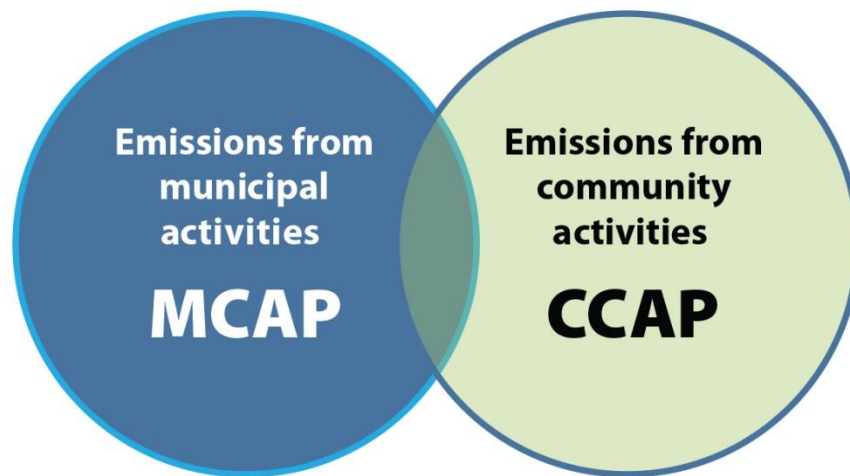 Emissions from
municipal
activities
MCAP
Emissions from
community
activities
CCAP